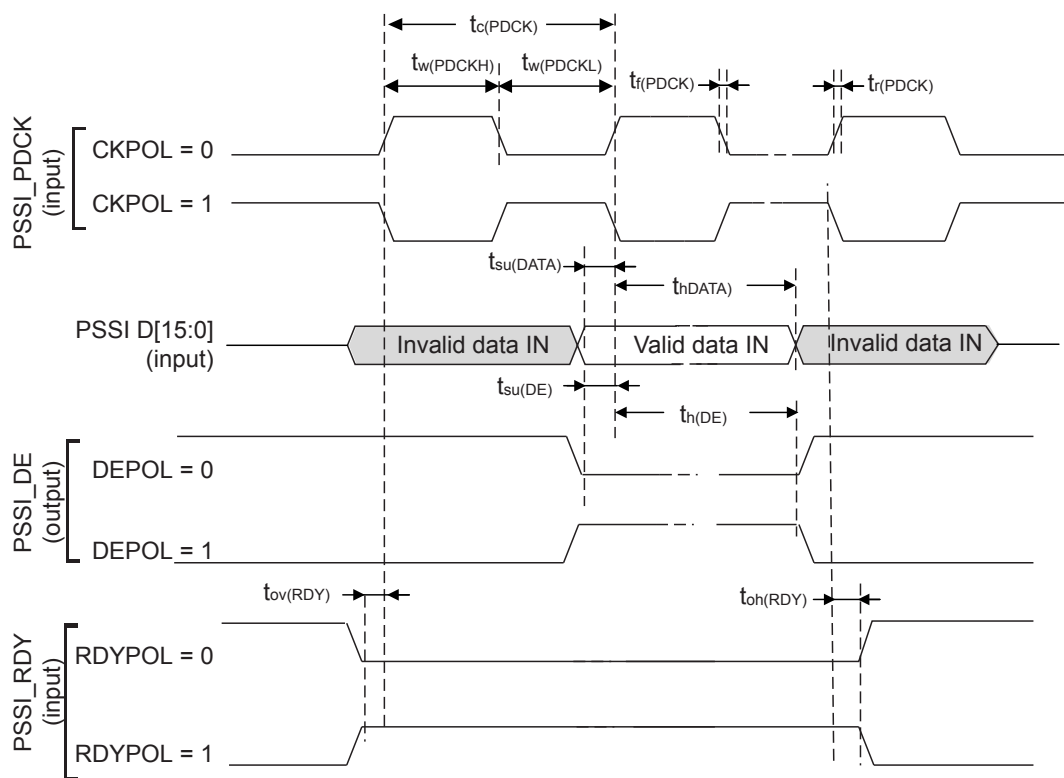 tc(PDCK)
tw(PDCKH) tw(PDCKL) tf(PDCK) tr(PDCK)
PSSI_PDCK
(input)
CKPOL = 0
CKPOL = 1
tsu(DATA)
thDATA)
PSSI D[15:0]
(input)
Invalid data IN Valid data IN Invalid data IN
tsu(DE)
th(DE)
PSSI_DE
(output)
DEPOL = 0
DEPOL = 1
tov(RDY) toh(RDY)
PSSI_RDY
(input)
RDYPOL = 0
RDYPOL = 1